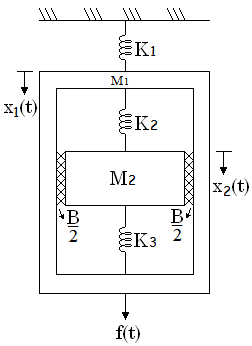 K1
M1
x1(t)
K2
M2
x2(t)
B/2
B/2
K3
f(t)